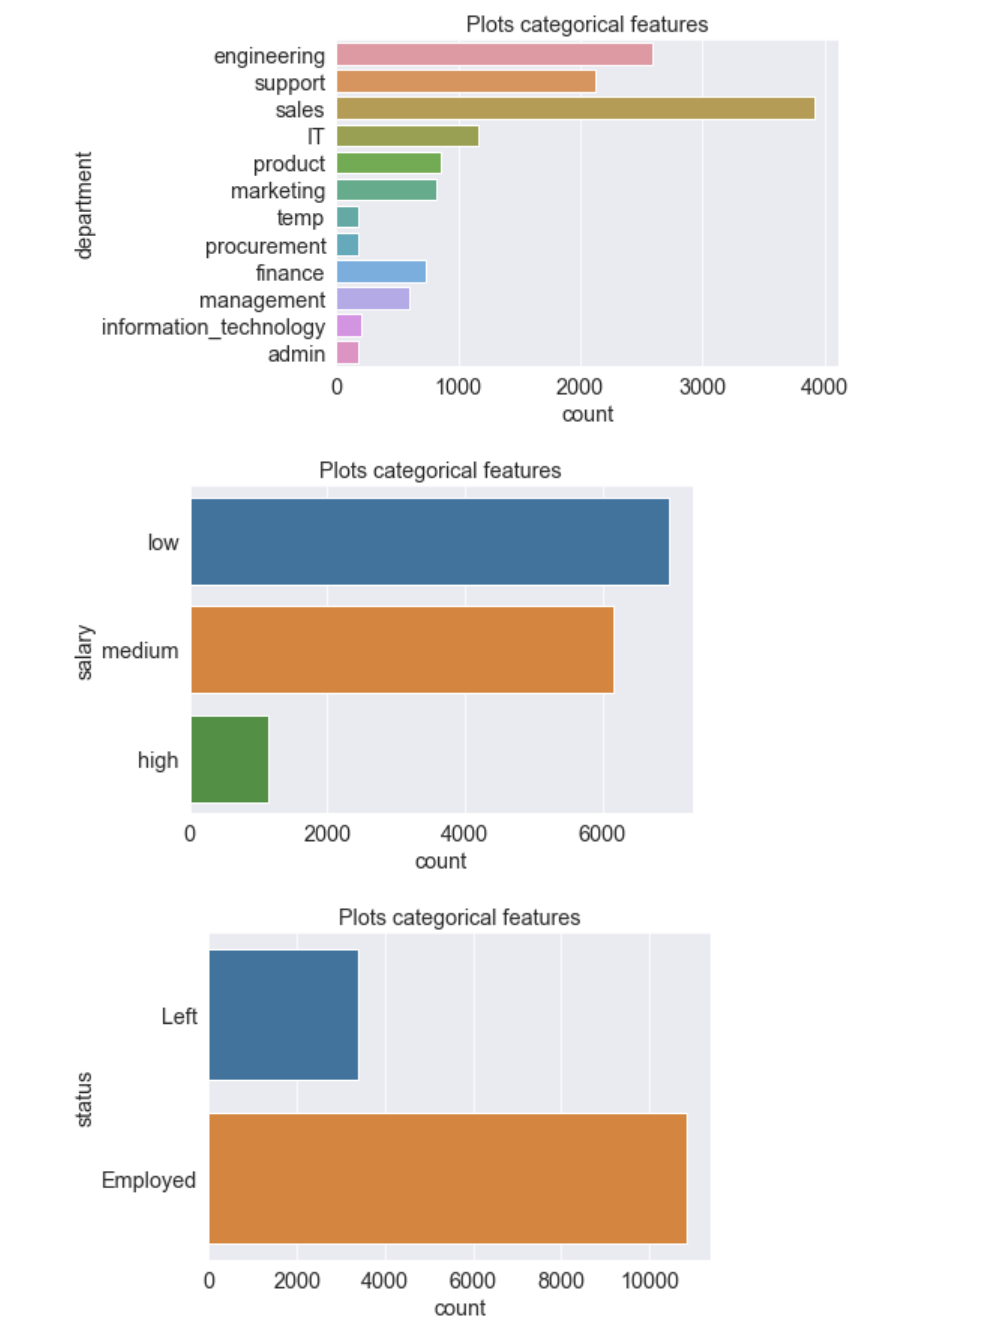 Plots categorical features
department
engineering
support
sales
IT
product
marketing
temp
procurement
finance
management
information_technology
admin
0 1000 2000 3000 4000
count
Plots categorical features
salary
low
medium
high
0 2000 4000 6000
count
Plots categorical features
status
Left
Employed
0 2000 4000 6000 8000 10000
count